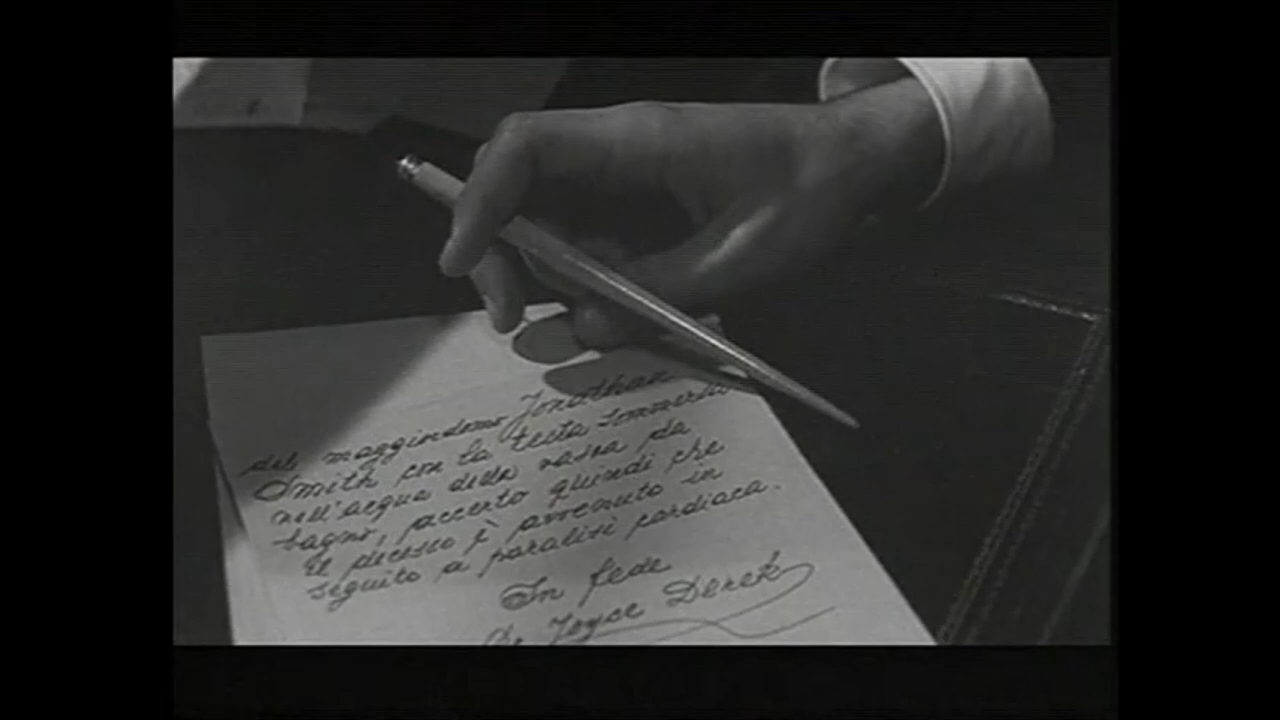 del maggiordomo Jonathan
Smith con la testa sommersa
nell'acqua della vasca da
bagno, accerto quindi che
il decesso è avvenuto in
seguito a paralisi cardiaca.
In fede
Dr Joyce Derek